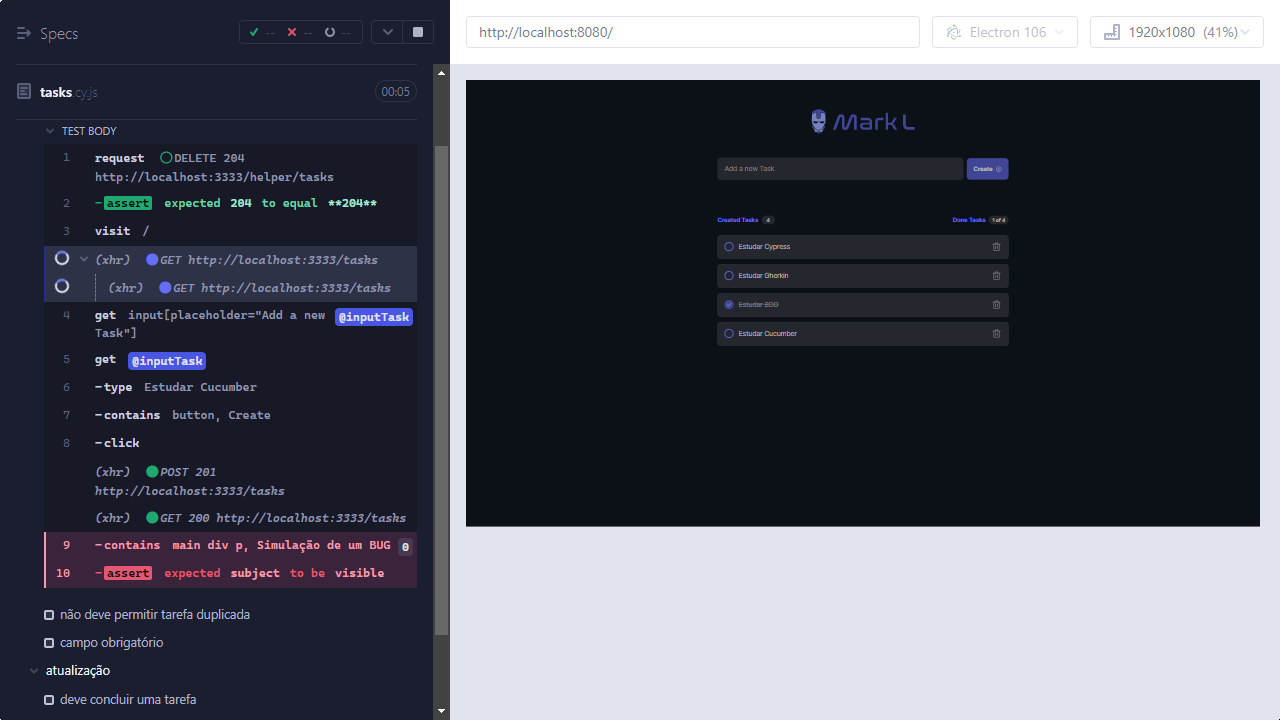 Specs
--
--
--
tasks.cy.js
00:05
TEST BODY
1 request DELETE 204
http://localhost:3333/helper/tasks
2 -assert expected 204 to equal **204**
3 visit /
(xhr) GET http://localhost:3333/tasks
(xhr) GET http://localhost:3333/tasks
4 get input[placeholder="Add a new Task"] @inputTask
5 get @inputTask
6 -type Estudar Cucumber
7 -contains button, Create
8 -click
(xhr) POST 201
http://localhost:3333/tasks
(xhr) GET 200 http://localhost:3333/tasks
9 -contains main div p, Simulação de um BUG 0
10 -assert expected subject to be visible
não deve permitir tarefa duplicada
campo obrigatório
atualização
deve concluir uma tarefa
http://localhost:8080/
Electron 106
1920x1080 (41%)
Mark L
Add a new Task
Create
Created Tasks 4
Done Tasks 1 of 4
Estudar Cypress
Estudar Gherkin
Estudar BDD
Estudar Cucumber